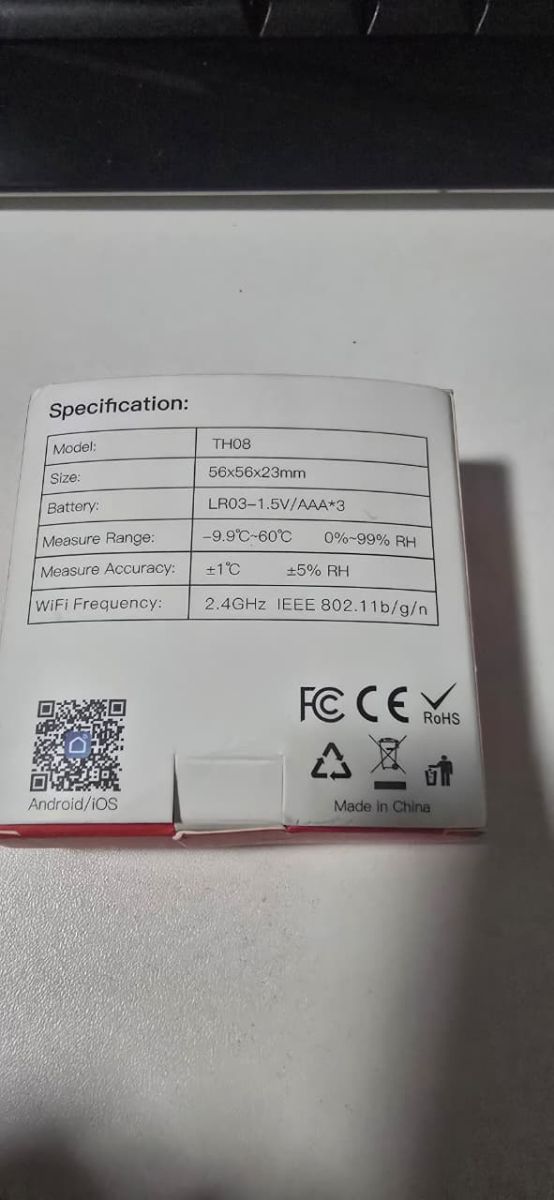 Specification:
Model: TH08
Size: 56x56x23mm
Battery: LR03-1.5V/AAA*3
Measure Range: -9.9℃~60℃ 0%~99% RH
Measure Accuracy: ±1℃ ±5% RH
WiFi Frequency: 2.4GHz IEEE 802.11b/g/n
FC CE RoHS
Android/iOS
Made in China